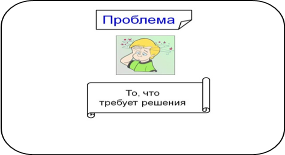 Проблема
То, что
требует решения